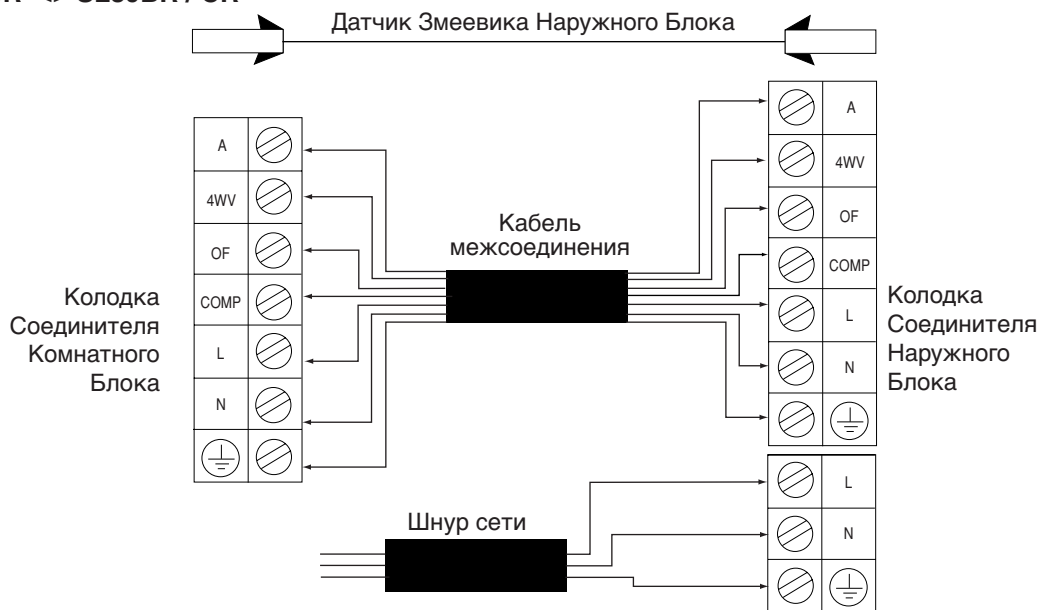 Датчик Змеевика Наружного Блока
A
4WV
OF
COMP
L
N
Колодка
Соединителя
Комнатного
Блока
Кабель
межсоединения
A
4WV
OF
COMP
L
N
Колодка
Соединителя
Наружного
Блока
Шнур сети
L
N